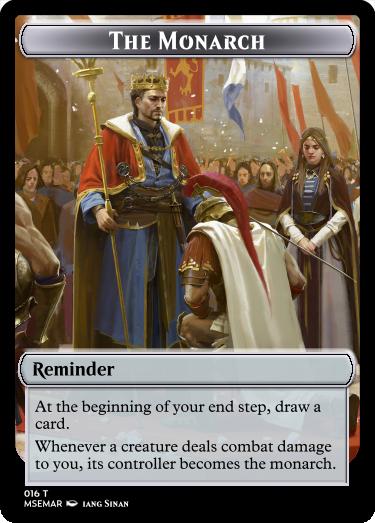 THE MONARCH
Reminder
At the beginning of your end step, draw a
card.
Whenever a creature deals combat damage
to you, its controller becomes the monarch.
016 T
MSEMAR IANG SINAN